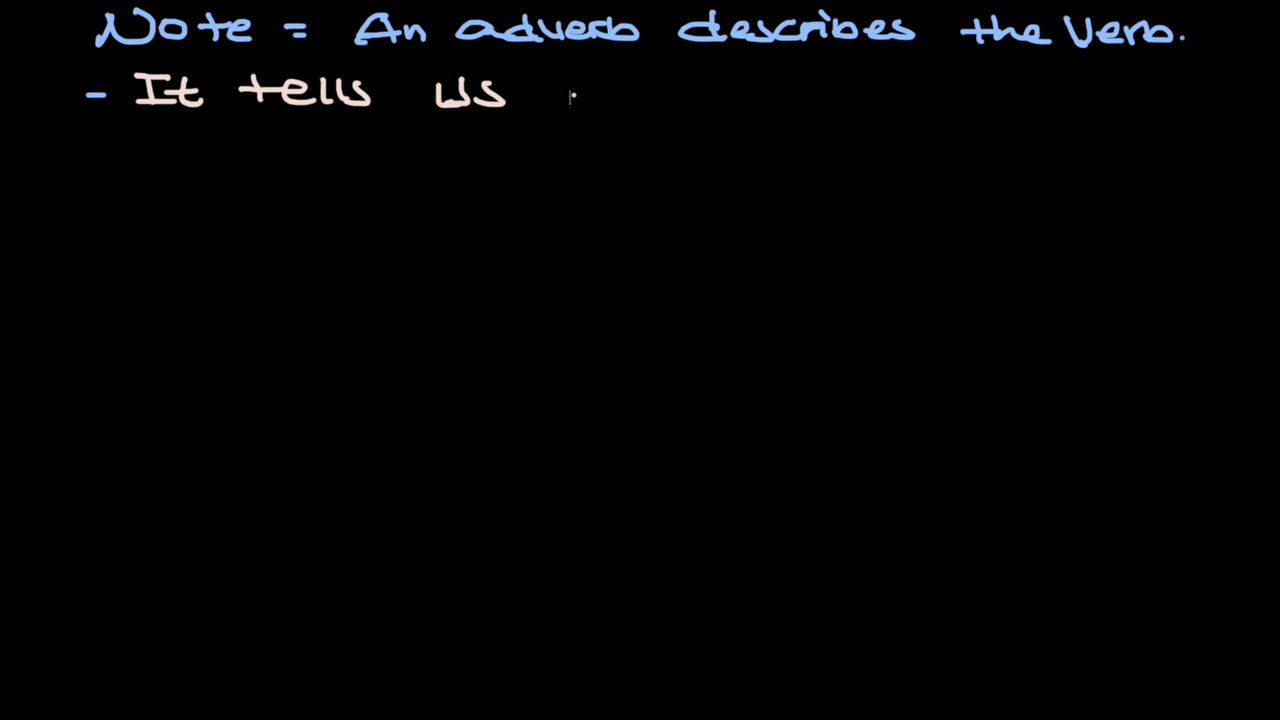 Note = An adverb describes the Verb.
- It tells us